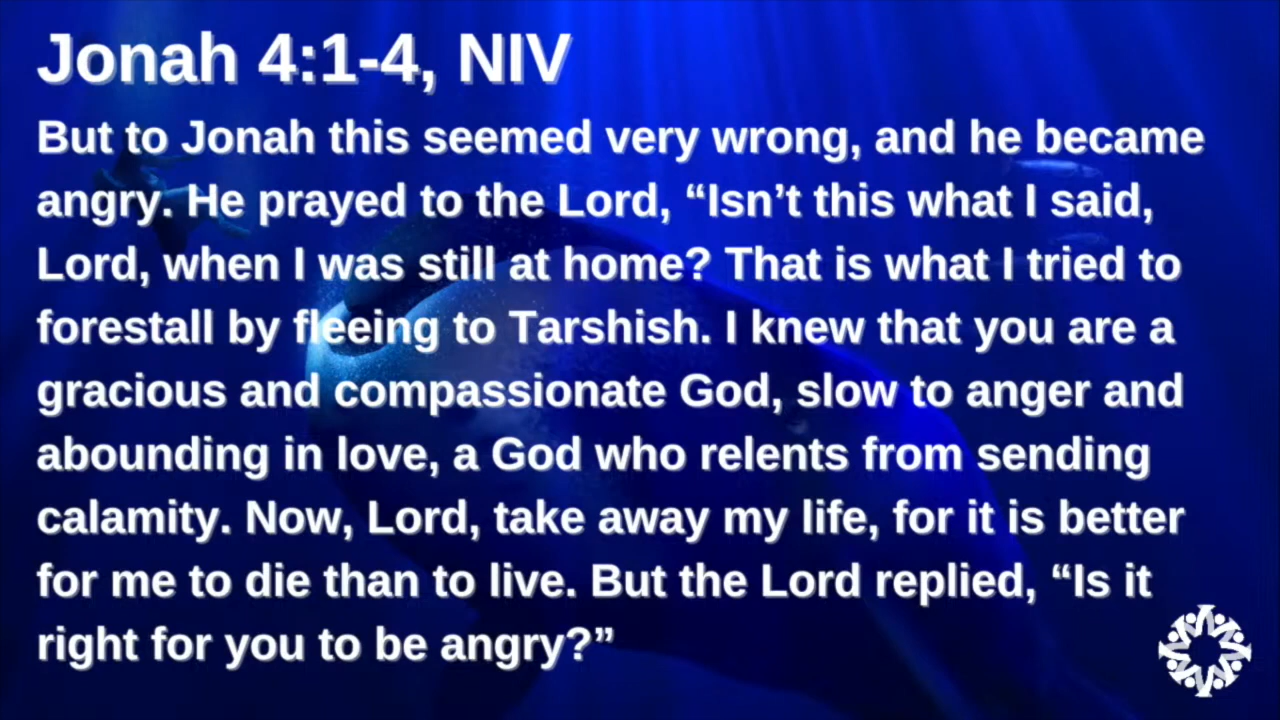 Jonah 4:1-4, NIV
But to Jonah this seemed very wrong, and he became
angry. He prayed to the Lord, “Isn’t this what I said,
Lord, when I was still at home? That is what I tried to
forestall by fleeing to Tarshish. I knew that you are a
gracious and compassionate God, slow to anger and
abounding in love, a God who relents from sending
calamity. Now, Lord, take away my life, for it is better
for me to die than to live. But the Lord replied, “Is it
right for you to be angry?”